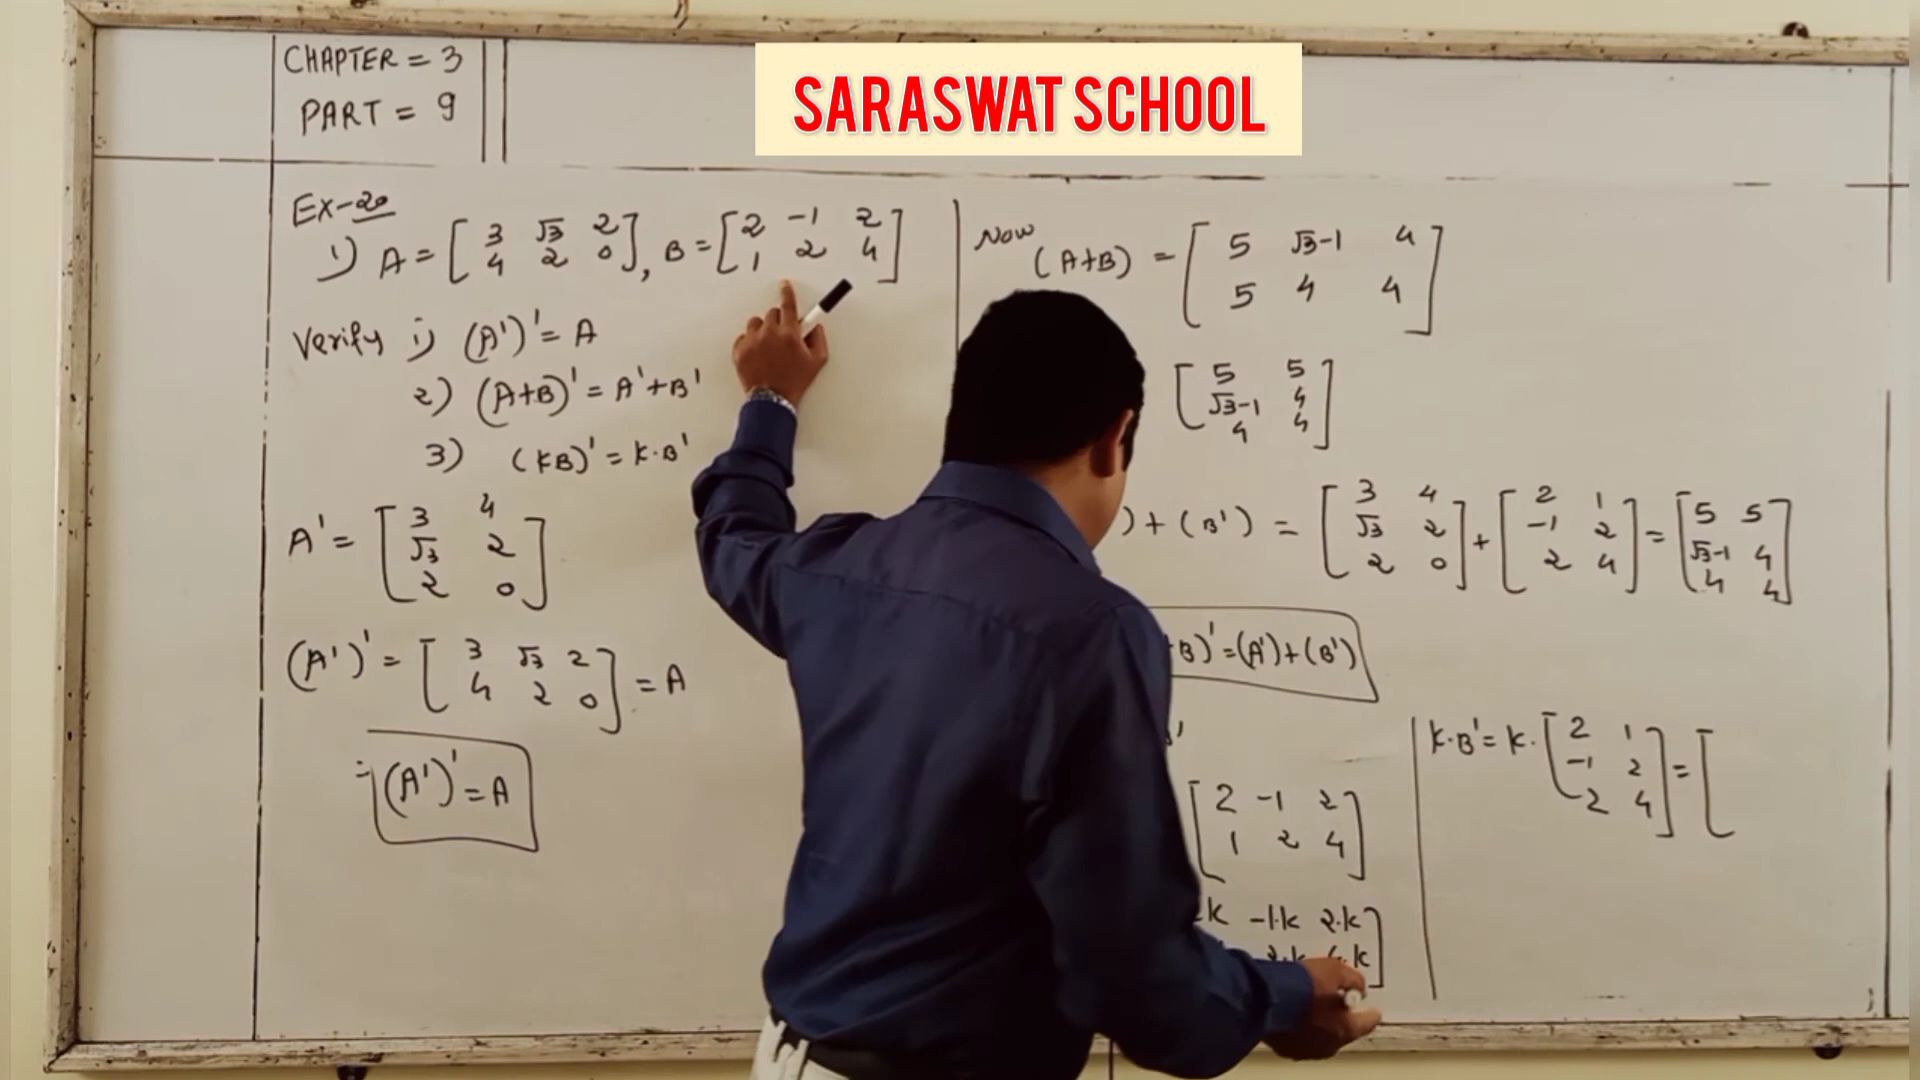 CHAPTER = 3
PART = 9
SARASWAT SCHOOL
Ex-20
1) A = [ 3 √3 2 ], B = [ 2 -1 2 ]
4 2 0 1 2 4
Verify i) (A')' = A
2) (A+B)' = A'+B'
3) (KB)' = K.B'
A' = [ 3 4 ]
√3 2
2 0
(A')' = [ 3 √3 2 ] = A
4 2 0
= (A')' = A
Now
(A+B) = [ 5 √3-1 4 ]
5 4 4
[ 5 5 ]
√3-1 4
4 4
) + (B') = [ 3 4 ] + [ 2 1 ] = [ 5 5 ]
√3 2 -1 2 √3-1 4
2 0 2 4 4 4
B)' = (A') + (B')
[ 2 -1 2 ]
1 2 4
k -1.k 2.k ]
2.k 4.k
K.B' = K. [ 2 1 ] = [
-1 2
2 4